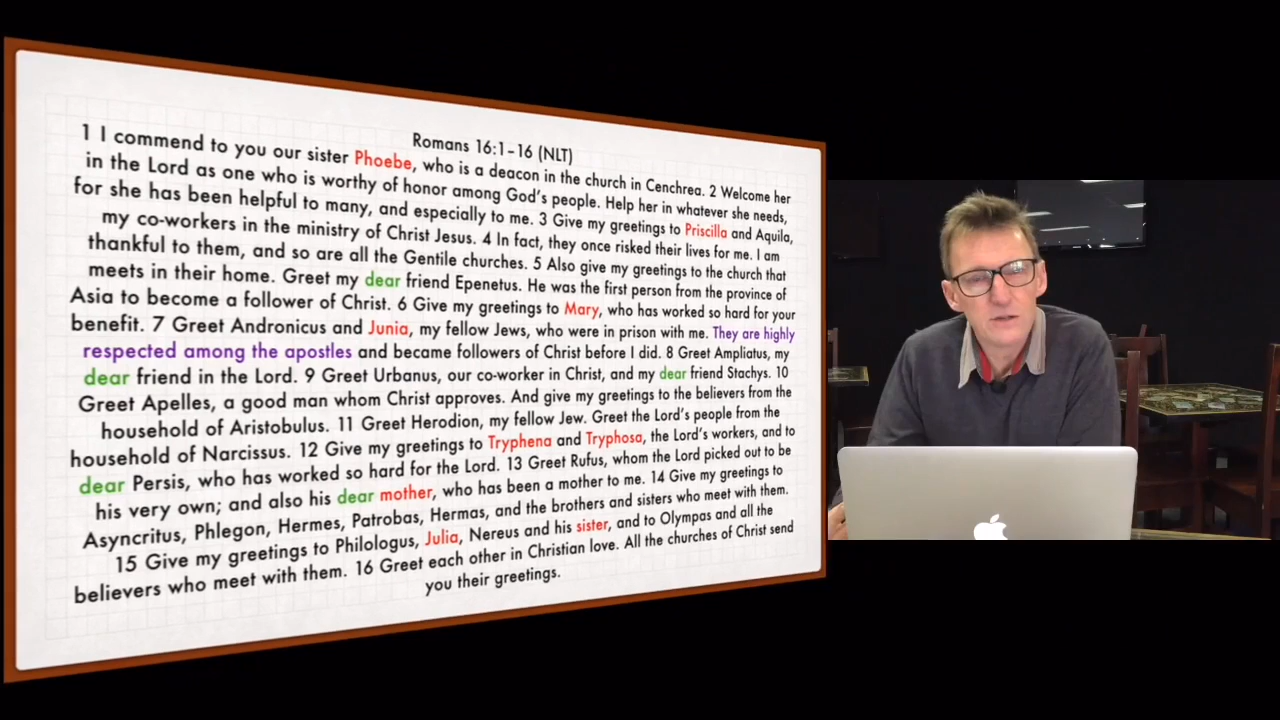 Romans 16:1–16 (NLT)
1 I commend to you our sister Phoebe, who is a deacon in the church in Cenchrea. 2 Welcome her
in the Lord as one who is worthy of honor among God's people. Help her in whatever she needs,
for she has been helpful to many, and especially to me. 3 Give my greetings to Priscilla and Aquila,
my co-workers in the ministry of Christ Jesus. 4 In fact, they once risked their lives for me. I am
thankful to them, and so are all the Gentile churches. 5 Also give my greetings to the church that
meets in their home. Greet my dear friend Epenetus. He was the first person from the province of
Asia to become a follower of Christ. 6 Give my greetings to Mary, who has worked so hard for your
benefit. 7 Greet Andronicus and Junia, my fellow Jews, who were in prison with me. They are highly
respected among the apostles and became followers of Christ before I did. 8 Greet Ampliatus, my
dear friend in the Lord. 9 Greet Urbanus, our co-worker in Christ, and my dear friend Stachys. 10
Greet Apelles, a good man whom Christ approves. And give my greetings to the believers from the
household of Aristobulus. 11 Greet Herodion, my fellow Jew. Greet the Lord's people from the
household of Narcissus. 12 Give my greetings to Tryphena and Tryphosa, the Lord's workers, and to
dear Persis, who has worked so hard for the Lord. 13 Greet Rufus, whom the Lord picked out to be
his very own; and also his dear mother, who has been a mother to me. 14 Give my greetings to
Asyncritus, Phlegon, Hermes, Patrobas, Hermas, and the brothers and sisters who meet with them.
15 Give my greetings to Philologus, Julia, Nereus and his sister, and to Olympas and all the
believers who meet with them. 16 Greet each other in Christian love. All the churches of Christ send
you their greetings.